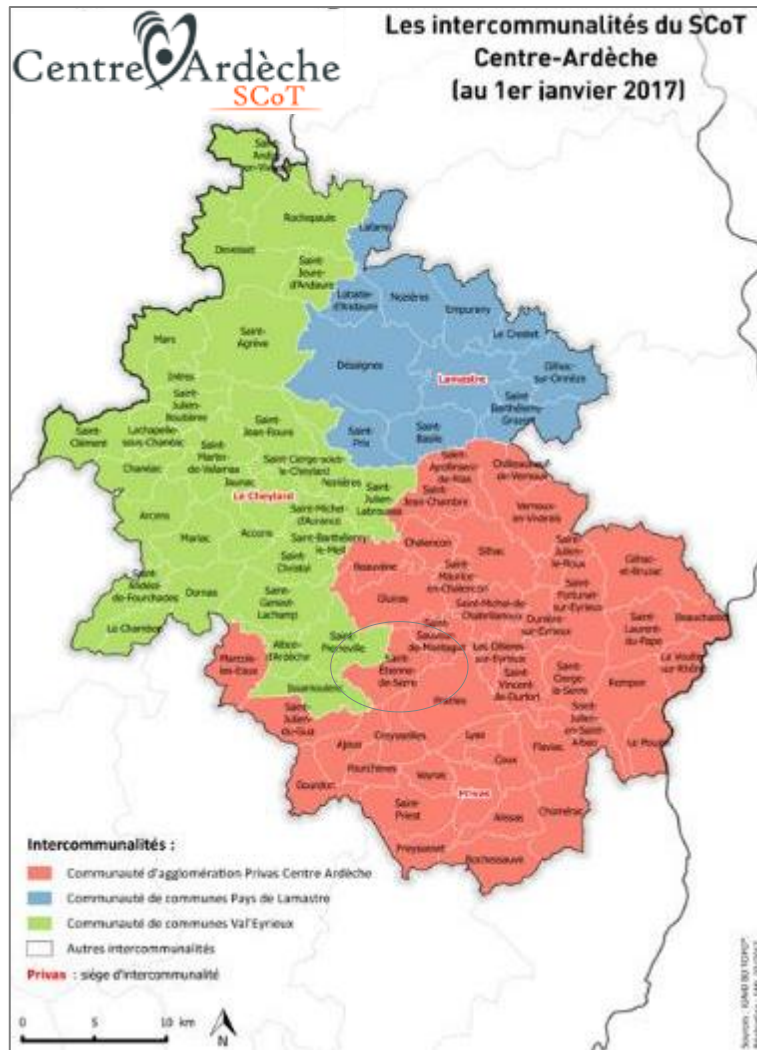 Centre Ardèche
SCoT
Les intercommunalités du SCoT
Centre-Ardèche
(au 1er janvier 2017)
Saint-
Rochepaule
Devesset
Saint-
Jeure-
d'Andaure
Labatie-
d'Andaure
Nozières
Empurany
Le Crestet
Gilhoc-
sur-Ormèze
Mars
Saint-
Agrève
Désaignes
Lamastre
Saint-
Barthélemy-
Grozon
Intres
Saint-
Julien-
Boutières
Saint-
Clément
Lachapelle-
sous-Chanéac
Saint-
Jean-Roure
Saint-
Prix
Saint-
Basile
Chanéac
Saint-
Martin-
de-Valamas
Saint-Cierge-sous-
le-Cheylard
Jaunac
Nozières
Le Cheylard
Saint-
Julien-
Labrousse
Saint-
Apollinaire-
de-Rias
Châteauneuf-
de-Vernoux
Saint-
Jean-Chambre
Vernoux-
en-Vivarais
Arcens
Mariac
Accons
Saint-Michel-
d'Aurance
Saint-Barthélemy-
le-Meil
Saint-
Christol
Chalencon
Silhac
Saint-
Julien-
le-Roux
Gilhac-
et-Bruzac
Beauvène
Saint-
Maurice-
en-Chalencon
Gluiras
Saint-Michel-de-
Chabrillanoux
Saint-
Fortunat-
sur-Eyrieux
Dunière-
sur-Eyrieux
Saint-
Laurent-
du-Pape
Beauchastel
Saint-
Andéol-
de-Fourchades
Dornas
Le Chambon
Saint-
Genest-
Lachamp
Saint-
Pierreville
Albon-
d'Ardèche
Issamoulenc
Marcols-
les-Eaux
Saint-
Sauveur-
de-Montagut
Saint-
Étienne-
de-Serre
Les Ollières-
sur-Eyrieux
Saint-
Vincent-
de-Durfort
Saint-
Cierge-
la-Serre
La Voulte-
sur-Rhône
Rompon
Pranles
Saint-
Julien-
du-Gua
Saint-
Julien-
en-Saint-
Alban
Le Pouzin
Ajoux
Creysseilles
Lyas
Flaviac
Coux
Pourchères
Veyras
Gourdon
Privas
Saint-
Priest
Alissas
Chomérac
Freyssenet
Rochessauve
Intercommunalités :
Communauté d'agglomération Privas Centre Ardèche
Communauté de communes Pays de Lamastre
Communauté de communes Val'Eyrieux
Autres intercommunalités
Privas : siège d'intercommunalité
0 5 10 km
N